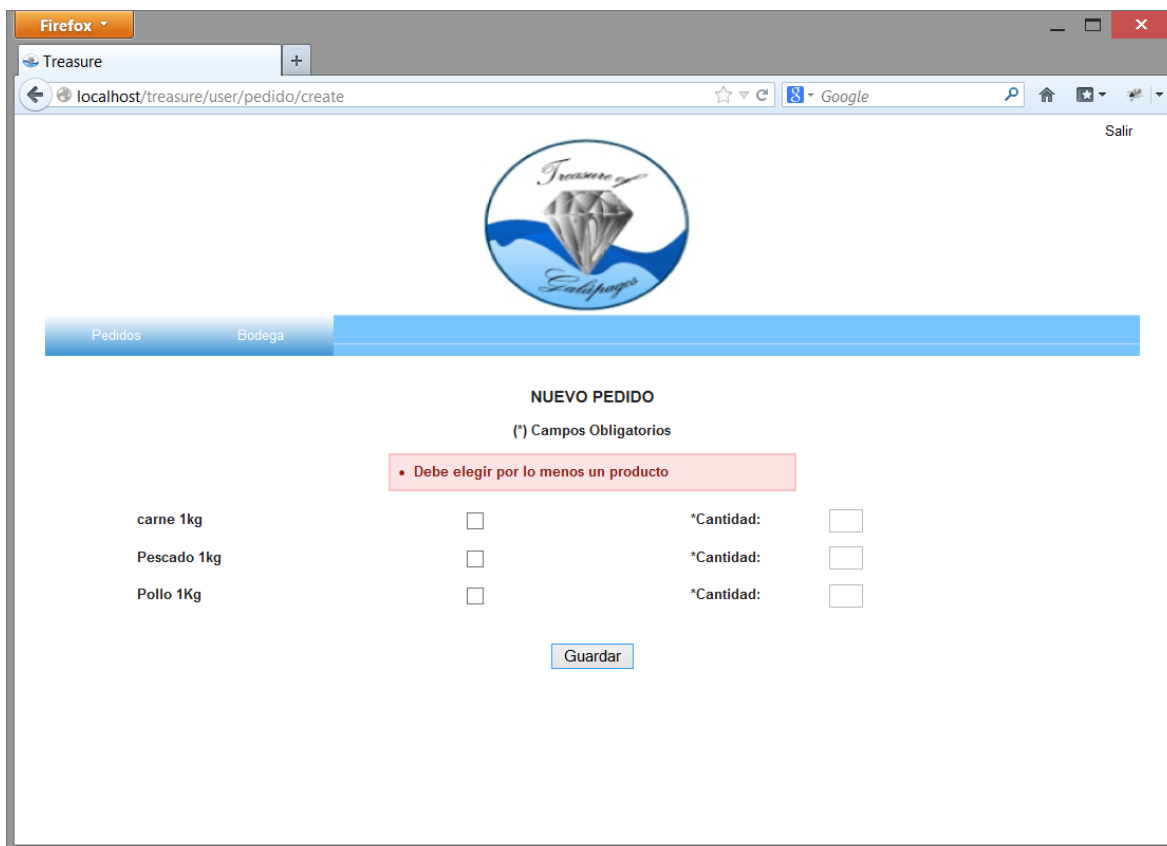 Firefox
Treasure
+
localhost/treasure/user/pedido/create
8 Google
Salir
Treasure of
Galápagos
Pedidos Bodega
NUEVO PEDIDO
(*) Campos Obligatorios
• Debe elegir por lo menos un producto
carne 1kg *Cantidad:
Pescado 1kg *Cantidad:
Pollo 1Kg *Cantidad:
Guardar